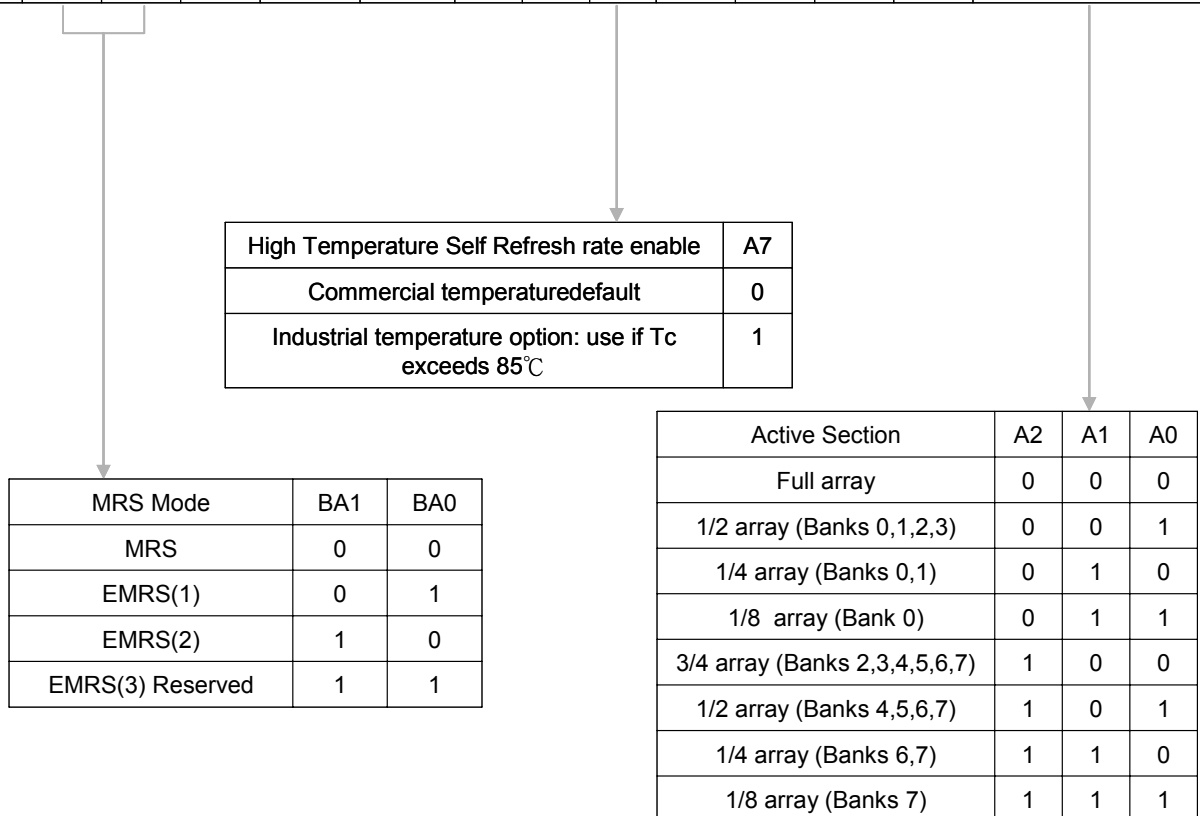 High Temperature Self Refresh rate enable A7
Commercial temperaturedefault 0
Industrial temperature option: use if Tc 1
exceeds 85℃
MRS Mode BA1 BA0
MRS 0 0
EMRS(1) 0 1
EMRS(2) 1 0
EMRS(3) Reserved 1 1
Active Section A2 A1 A0
Full array 0 0 0
1/2 array (Banks 0,1,2,3) 0 0 1
1/4 array (Banks 0,1) 0 1 0
1/8 array (Bank 0) 0 1 1
3/4 array (Banks 2,3,4,5,6,7) 1 0 0
1/2 array (Banks 4,5,6,7) 1 0 1
1/4 array (Banks 6,7) 1 1 0
1/8 array (Banks 7) 1 1 1